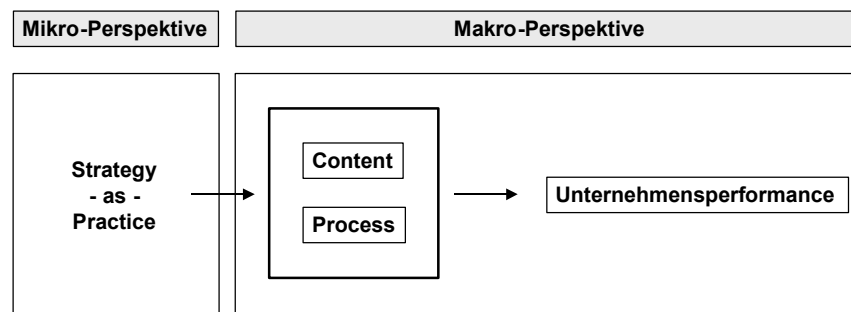 Mikro-Perspektive
Makro-Perspektive
Strategy
- as -
Practice
Content
Process
Unternehmensperformance